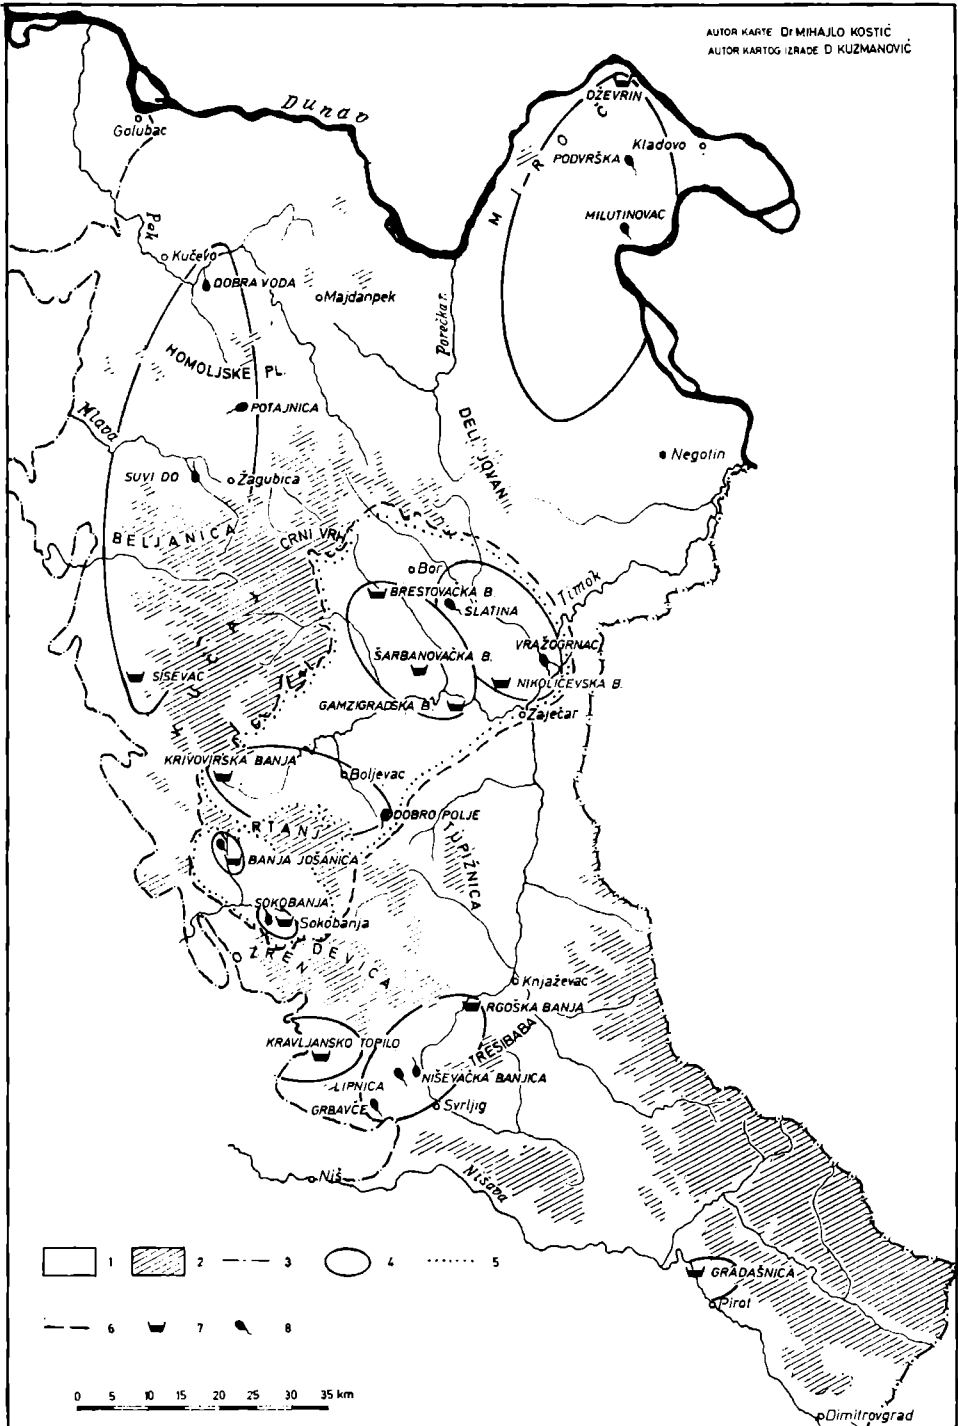 AUTOR KARTE Dr MIHAJLO KOSTIĆ
AUTOR KARTOG IZRADE D KUZMANOVIĆ
Dunav
Golubac
DŽEVRIN
MIROČ
Kladovo
PODVRŠKA
MILUTINOVAC
Pek
Kučevo
DOBRA VODA
Majdanpek
Porečka r.
HOMOLJSKE PL.
POTAJNICA
Mlava
DELI JOVAN
Negotin
SUVI DO
Žagubica
BELJANICA
CRNI VRH
Bor
BRESTOVAČKA B.
SLATINA
Timok
VRAŽOGRNAC
ŠARBANOVAČKA B.
SISEVAC
NIKOLIČEVSKA B.
GAMZIGRADSKA B.
Zaječar
KRIVOVIRSKA BANJA
Boljevac
DOBRO POLJE
RTANJ
TUPIŽNICA
BANJA JOŠANICA
SOKOBANJA
Sokobanja
OZREN
DEVICA
Knjaževac
RGOŠKA BANJA
KRAVLJANSKO TOPILO
TREŠIBABA
LIPNICA
NIŠEVAČKA BANJICA
GRBAVČE
Svrljig
Niš
Nišava
1 2 3 4 5
GRADAŠNICA
Pirot
6 7 8
0 5 10 15 20 25 30 35 km
Dimitrovgrad